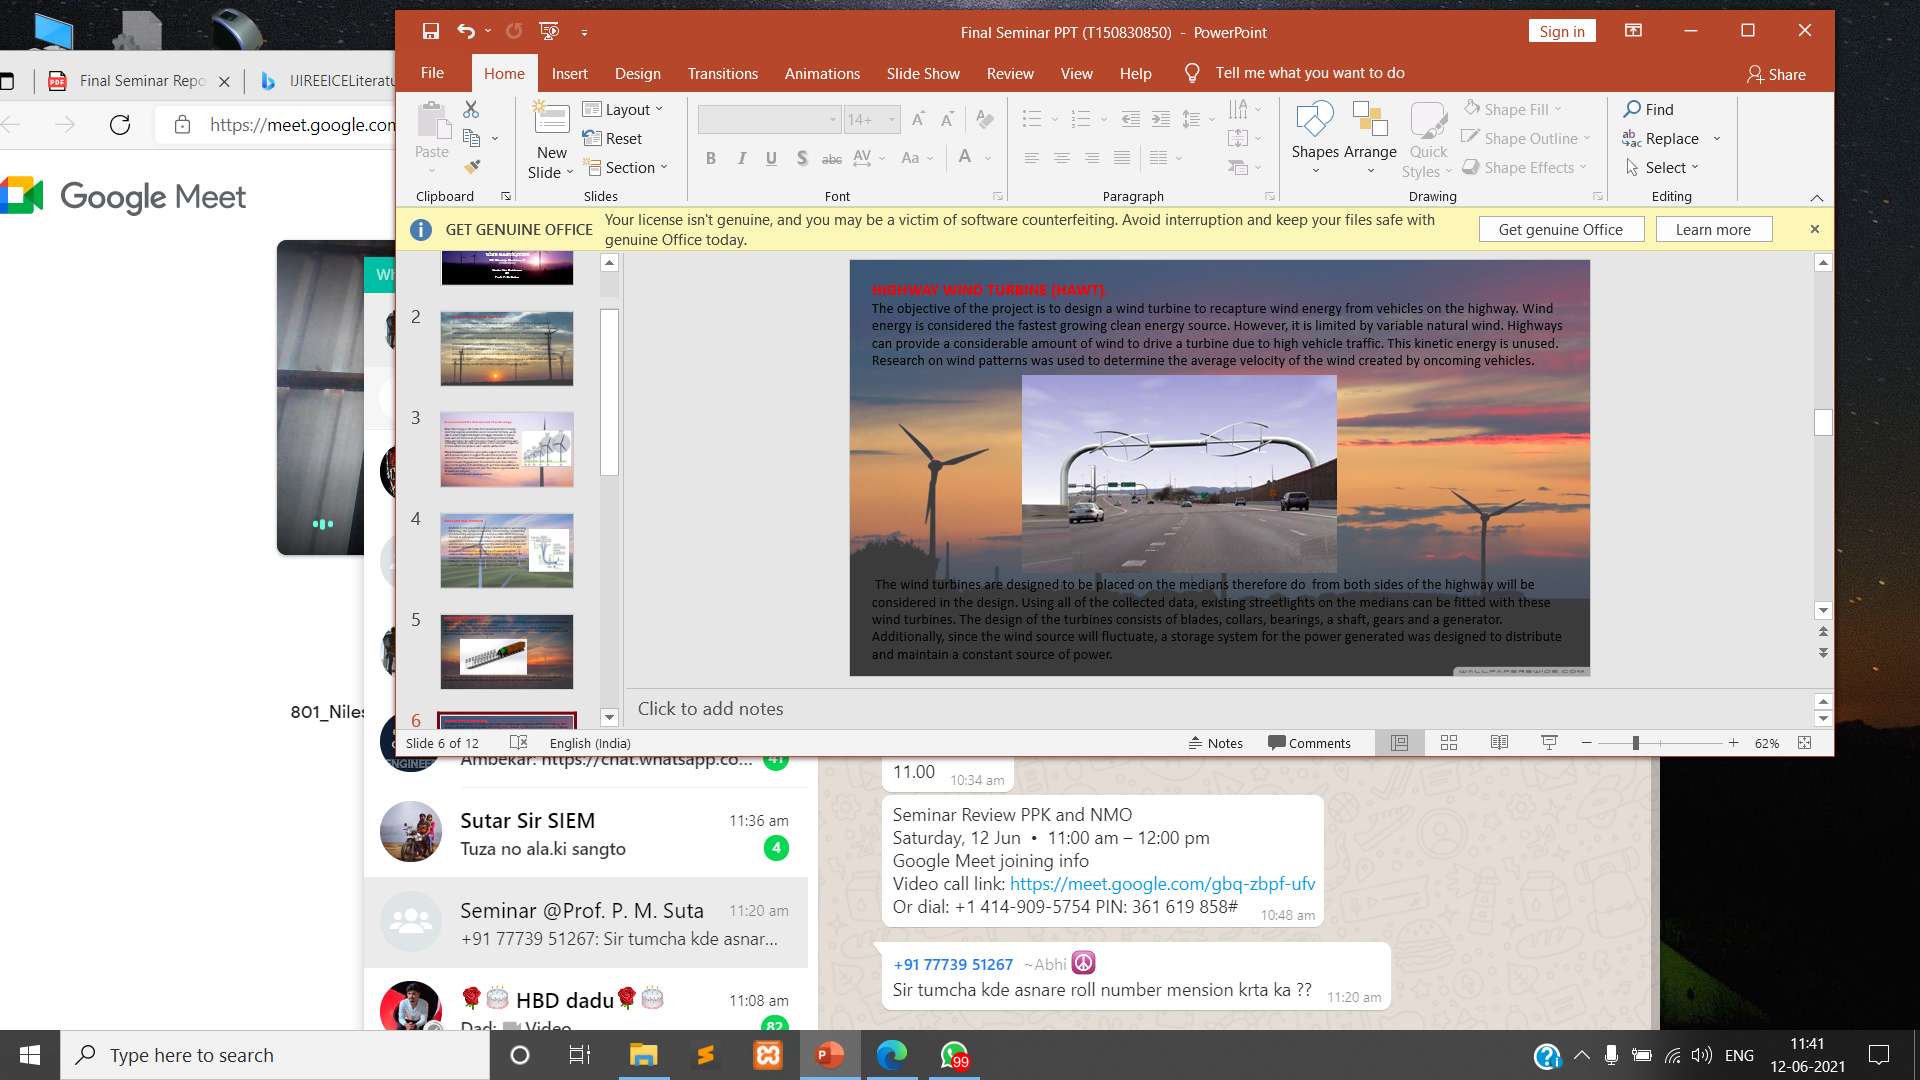 Final Seminar PPT (T150830850) - PowerPoint
Sign in
File Home Insert Design Transitions Animations Slide Show Review View Help Tell me what you want to do Share
Final Seminar Repo
IJIREEICELiteratu
https://meet.google.con
Google Meet
Paste
Clipboard
New
Slide
Layout
Reset
Section
Slides
14+
Font
Paragraph
Shapes
Arrange
Quick
Styles
Shape Fill
Shape Outline
Shape Effects
Drawing
Find
Replace
Select
Editing
GET GENUINE OFFICE
Your license isn't genuine, and you may be a victim of software counterfeiting. Avoid interruption and keep your files safe with
genuine Office today.
Get genuine Office
Learn more
2
3
4
5
6
HIGHWAY WIND TURBINE (HAWT).
The objective of the project is to design a wind turbine to recapture wind energy from vehicles on the highway. Wind
energy is considered the fastest growing clean energy source. However, it is limited by variable natural wind. Highways
can provide a considerable amount of wind to drive a turbine due to high vehicle traffic. This kinetic energy is unused.
Research on wind patterns was used to determine the average velocity of the wind created by oncoming vehicles.
The wind turbines are designed to be placed on the medians therefore do  from both sides of the highway will be
considered in the design. Using all of the collected data, existing streetlights on the medians can be fitted with these
wind turbines. The design of the turbines consists of blades, collars, bearings, a shaft, gears and a generator.
Additionally, since the wind source will fluctuate, a storage system for the power generated was designed to distribute
and maintain a constant source of power.
WALLPAPERSWIDE.COM
Click to add notes
Slide 6 of 12
English (India)
Notes
Comments
62%
801_Niles
ENGINEE
Ambekar: https://chat.whatsapp.co...
41
Sutar Sir SIEM
11:36 am
Tuza no ala.ki sangto
4
Seminar @Prof. P. M. Suta
11:20 am
+91 77739 51267: Sir tumcha kde asnar...
HBD dadu
11:08 am
Dad: Video
82
11.00
10:34 am
Seminar Review PPK and NMO
Saturday, 12 Jun • 11:00 am – 12:00 pm
Google Meet joining info
Video call link: https://meet.google.com/gbq-zbpf-ufv
Or dial: +1 414-909-5754 PIN: 361 619 858#
10:48 am
+91 77739 51267 ~Abhi
Sir tumcha kde asnare roll number mension krta ka ??
11:20 am
Type here to search
99
ENG
11:41
12-06-2021